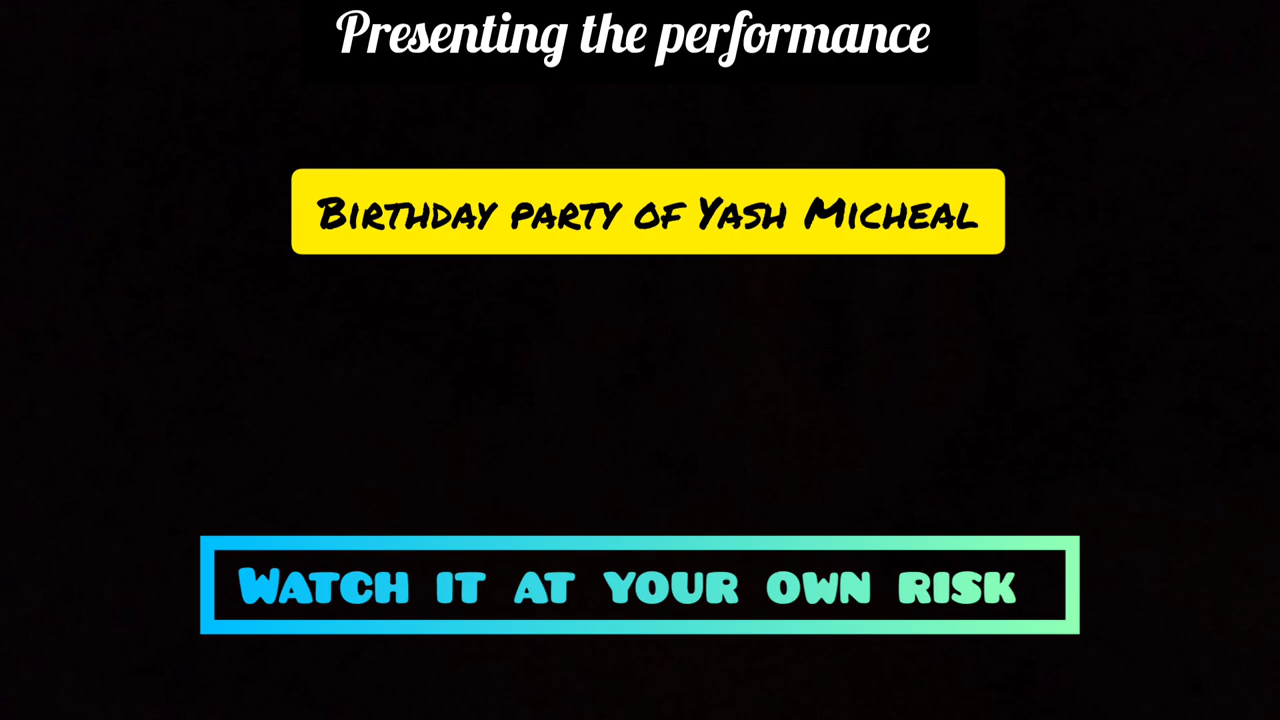 Presenting the performance
Birthday party of Yash Micheal
Watch it at your own risk